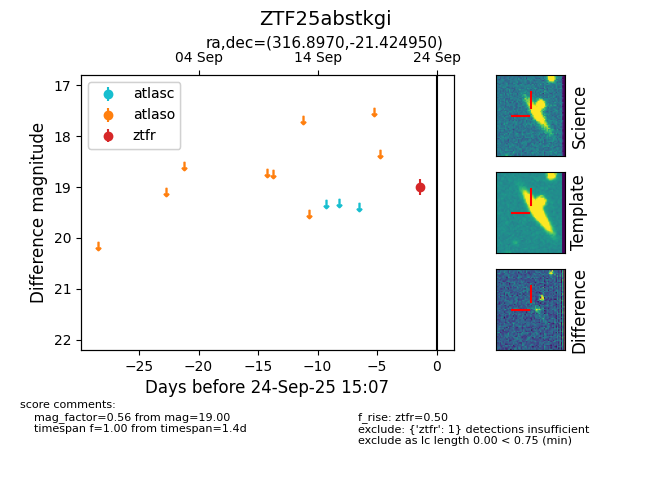 ZTF25abstkgi
ra,dec=(316.8970,-21.424950)
04 Sep
14 Sep
24 Sep
atlasc
atlaso
ztfr
17
18
19
20
21
22
Difference magnitude
−25
−20
−15
−10
−5
0
Days before 24-Sep-25 15:07
Science
Template
Difference
score comments:
mag_factor=0.56 from mag=19.00
timespan f=1.00 from timespan=1.4d
f_rise: ztfr=0.50
exclude: {'ztfr': 1} detections insufficient
exclude as lc length 0.00 < 0.75 (min)